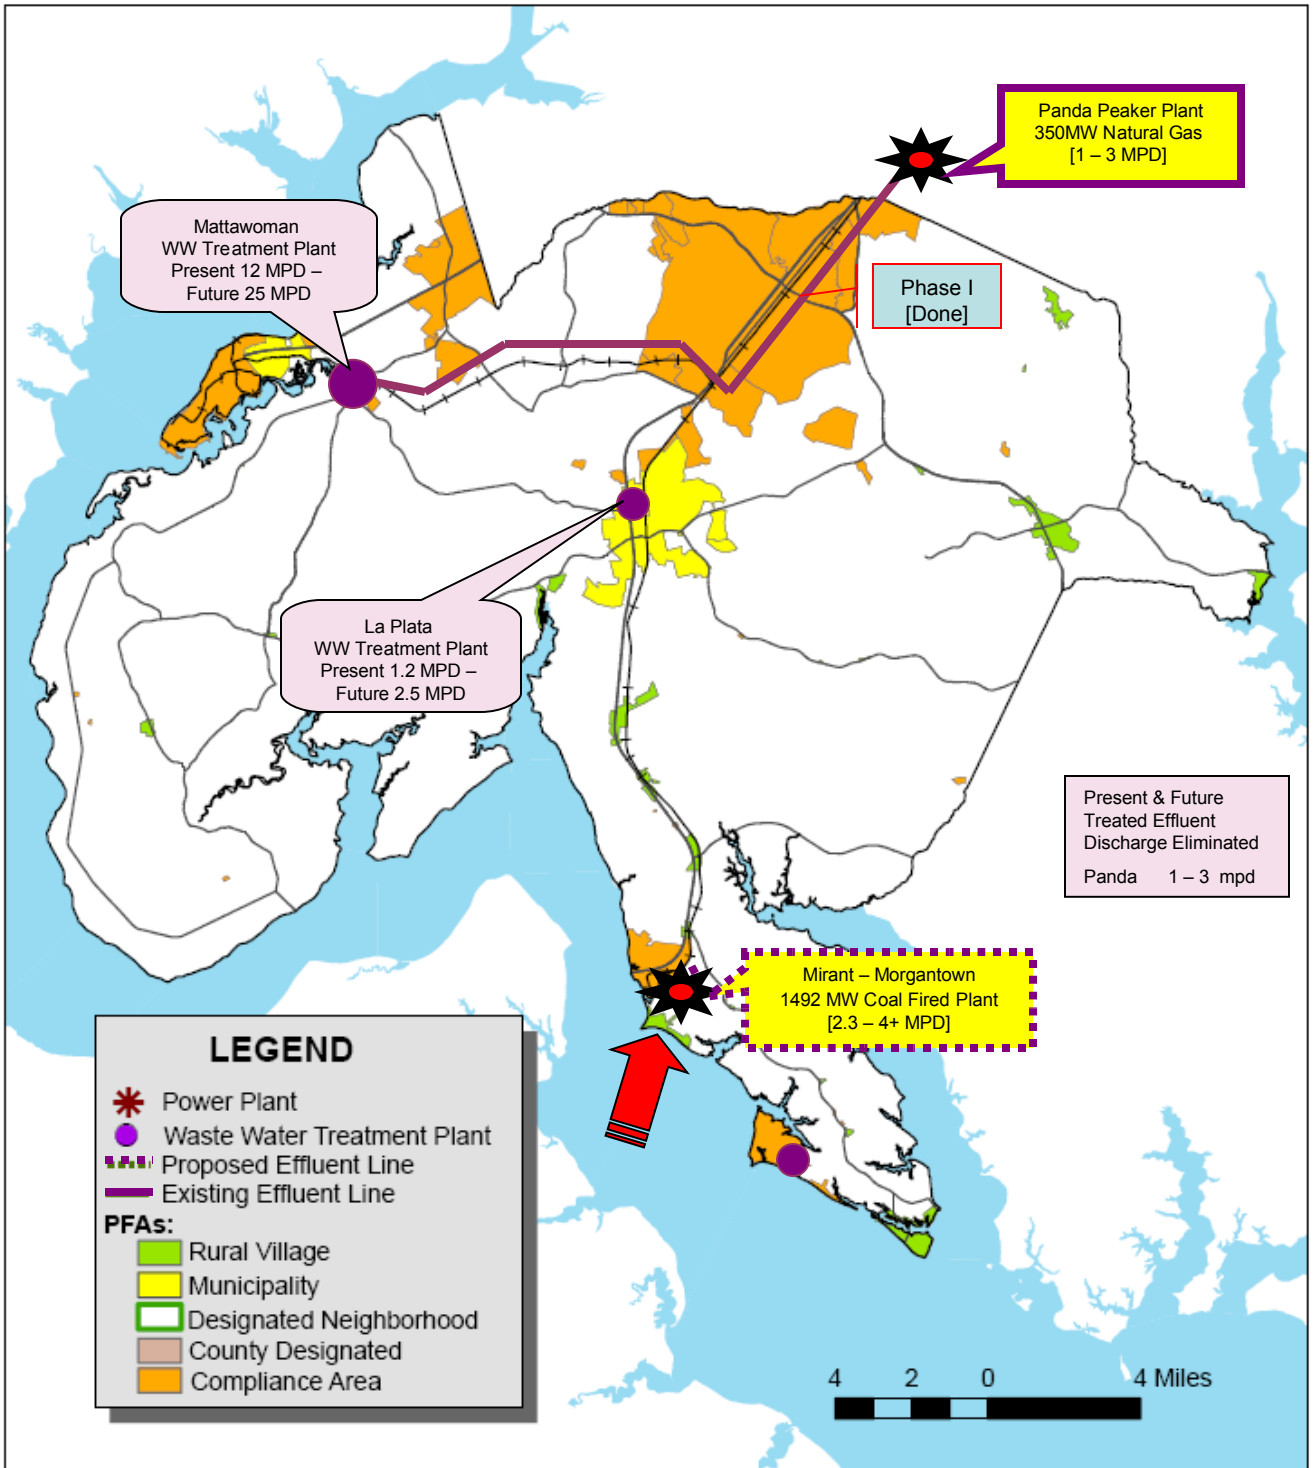 Panda Peaker Plant
350MW Natural Gas
[1 – 3 MPD]
Mattawoman
WW Treatment Plant
Present 12 MPD –
Future 25 MPD
Phase I
[Done]
La Plata
WW Treatment Plant
Present 1.2 MPD –
Future 2.5 MPD
Present & Future
Treated Effluent
Discharge Eliminated
Panda 1 – 3 mpd
Mirant – Morgantown
1492 MW Coal Fired Plant
[2.3 – 4+ MPD]
LEGEND
Power Plant
Waste Water Treatment Plant
Proposed Effluent Line
Existing Effluent Line
PFAs:
Rural Village
Municipality
Designated Neighborhood
County Designated
Compliance Area
4 2 0 4 Miles